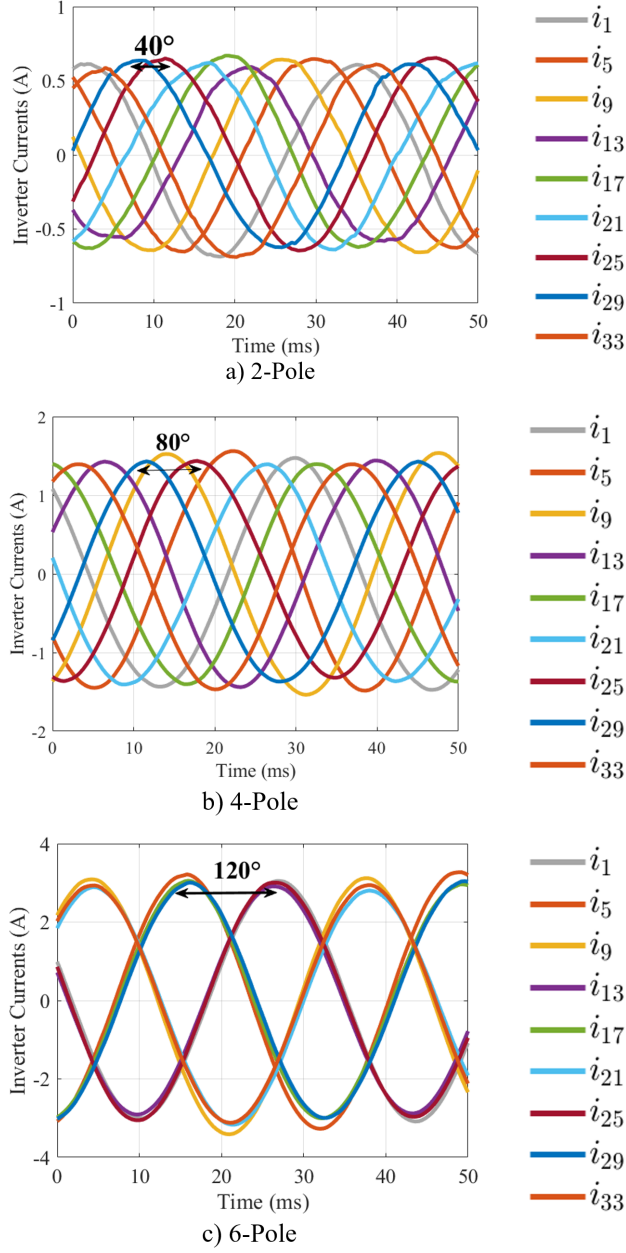 1
0.5
0
-0.5
-1
40°
Inverter Currents (A)
0 10 20 30 40 50
Time (ms)
a) 2-Pole
i1
i5
i9
i13
i17
i21
i25
i29
i33
2
1
0
-1
-2
80°
Inverter Currents (A)
0 10 20 30 40 50
Time (ms)
b) 4-Pole
i1
i5
i9
i13
i17
i21
i25
i29
i33
4
2
0
-2
-4
120°
Inverter Currents (A)
0 10 20 30 40 50
Time (ms)
c) 6-Pole
i1
i5
i9
i13
i17
i21
i25
i29
i33